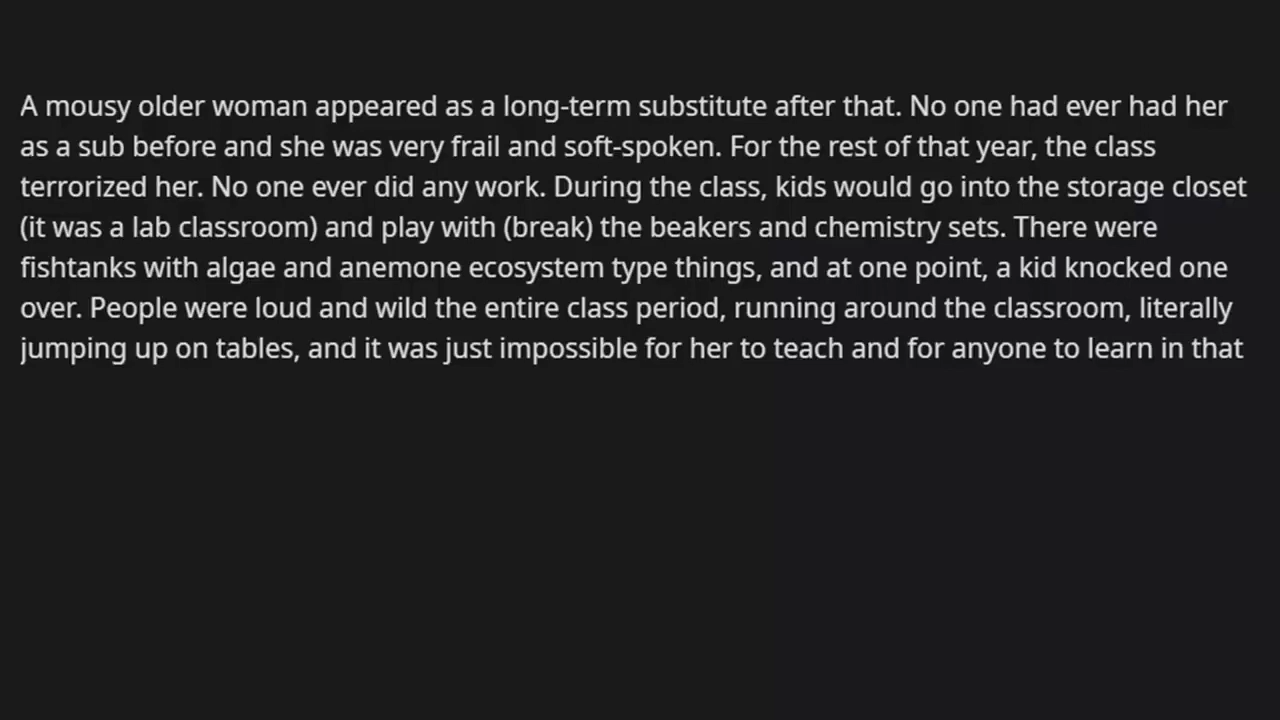 A mousy older woman appeared as a long-term substitute after that. No one had ever had her
as a sub before and she was very frail and soft-spoken. For the rest of that year, the class
terrorized her. No one ever did any work. During the class, kids would go into the storage closet
(it was a lab classroom) and play with (break) the beakers and chemistry sets. There were
fishtanks with algae and anemone ecosystem type things, and at one point, a kid knocked one
over. People were loud and wild the entire class period, running around the classroom, literally
jumping up on tables, and it was just impossible for her to teach and for anyone to learn in that